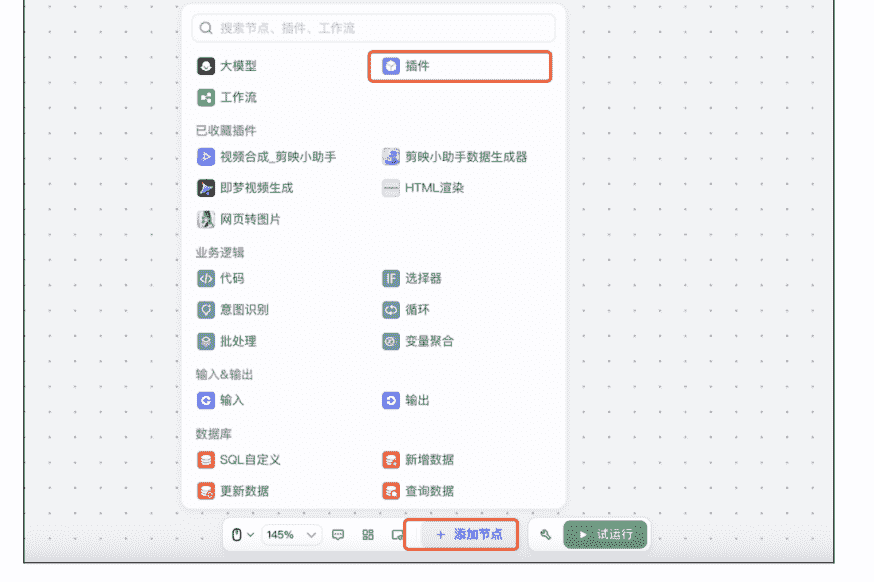 搜索节点、插件、工作流
大模型 插件
工作流
已收藏插件
视频合成_剪映小助手 剪映小助手数据生成器
即梦视频生成 HTML渲染
网页转图片
业务逻辑
代码 IF 选择器
意图识别 循环
批处理 变量聚合
输入&输出
输入 输出
数据库
SQL自定义 新增数据
更新数据 查询数据
145% + 添加节点 试运行